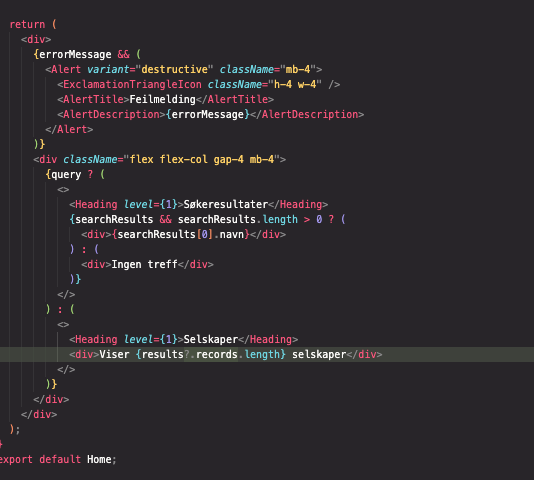 return (
<div>
{errorMessage && (
<Alert variant="destructive" className="mb-4">
<ExclamationTriangleIcon className="h-4 w-4" />
<AlertTitle>Feilmelding</AlertTitle>
<AlertDescription>{errorMessage}</AlertDescription>
</Alert>
)}
<div className="flex flex-col gap-4 mb-4">
{query ? (
<>
<Heading level={1}>Søkeresultater</Heading>
{searchResults && searchResults.length > 0 ? (
<div>{searchResults[0].navn}</div>
) : (
<div>Ingen treff</div>
)}
</>
) : (
<>
<Heading level={1}>Selskaper</Heading>
<div>Viser {results?.records.length} selskaper</div>
</>
)}
</div>
</div>
);
}
export default Home;